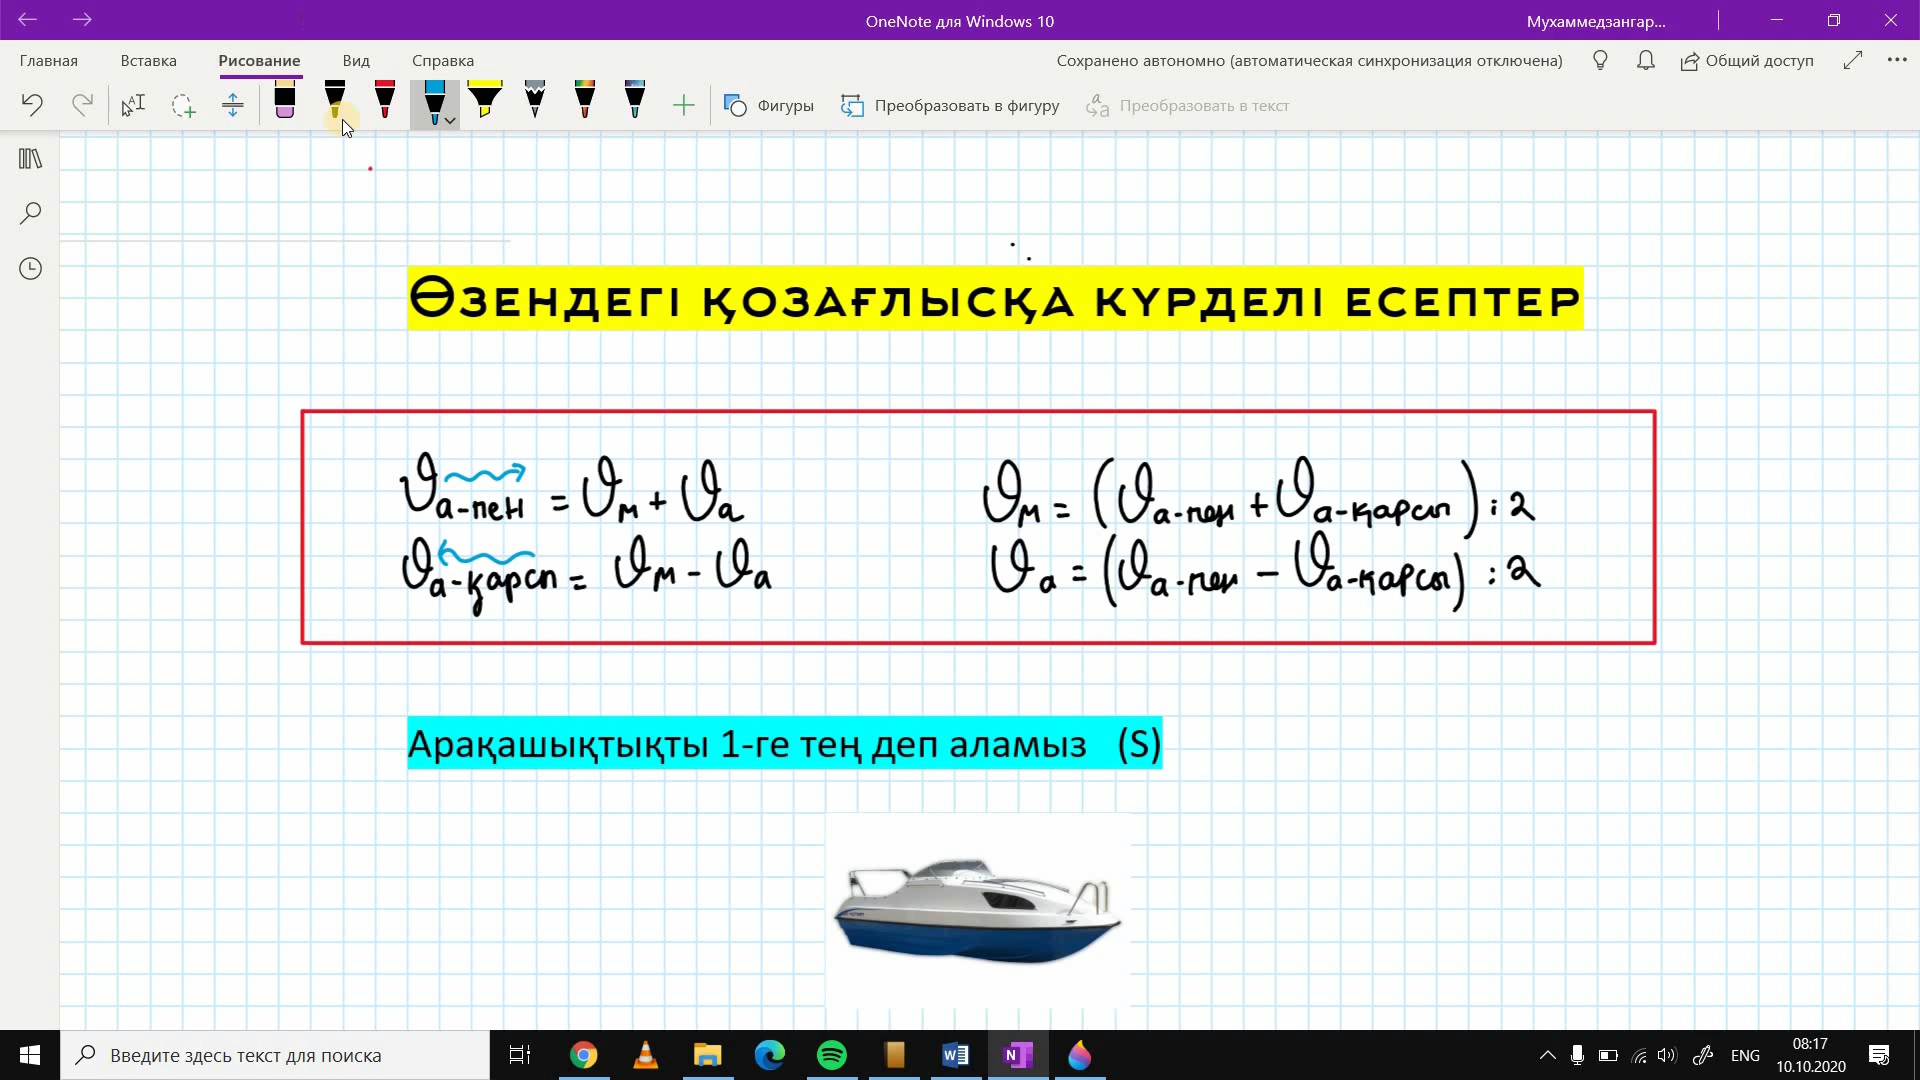 OneNote для Windows 10
Мухаммедзангар...
Главная Вставка Рисование Вид Справка
Сохранено автономно (автоматическая синхронизация отключена) Общий доступ
Фигуры Преобразовать в фигуру Преобразовать в текст
ӨЗЕНДЕГІ ҚОЗАҒЛЫСҚА КҮРДЕЛІ ЕСЕПТЕР
ϑа-пен = ϑм + ϑа
ϑа-қарсы = ϑм - ϑа
ϑм = (ϑа-пен + ϑа-қарсы) : 2
ϑа = (ϑа-пен - ϑа-қарсы) : 2
Арақашықтықты 1-ге тең деп аламыз (S)
Введите здесь текст для поиска
ENG
08:17
10.10.2020